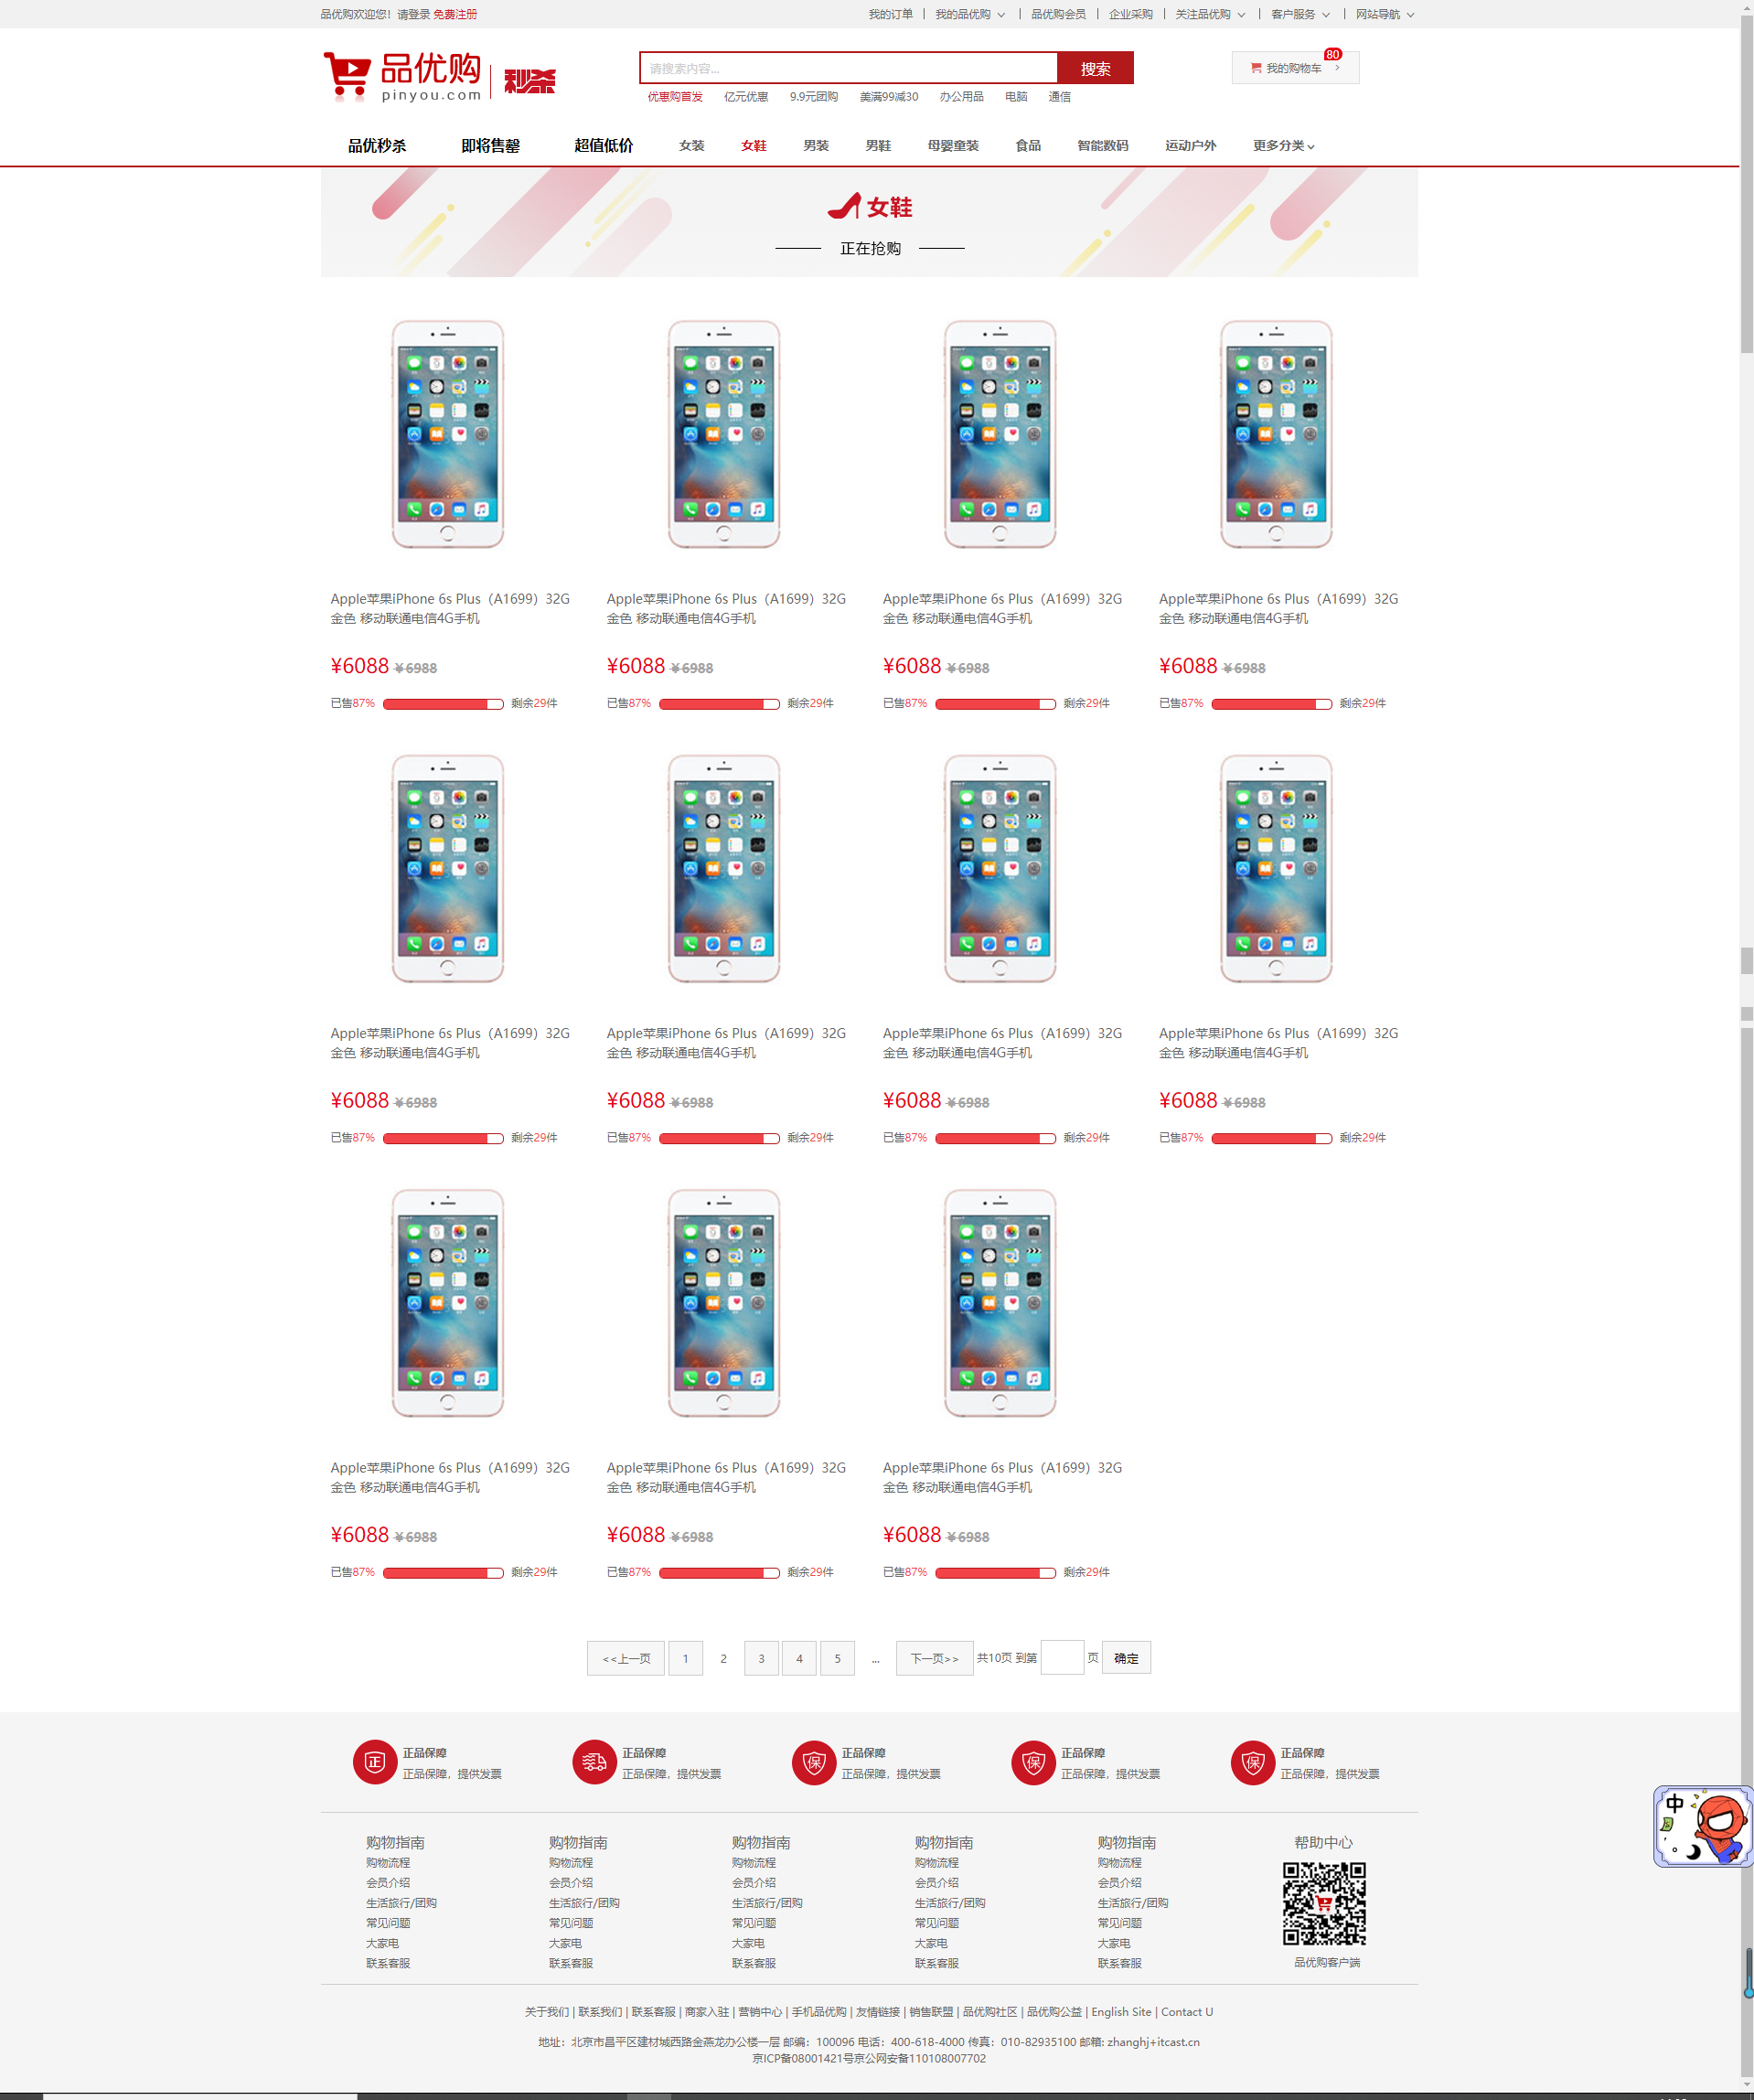 品优购欢迎您！请登录 免费注册
我的订单 | 我的品优购 | 品优购会员 | 企业采购 | 关注品优购 | 客户服务 | 网站导航
品优购
pinyou.com
秒杀
请搜索内容...
搜索
80
我的购物车
优惠购首发 亿元优惠 9.9元团购 美满99减30 办公用品 电脑 通信
品优秒杀 即将售罄 超值低价 女装 女鞋 男装 男鞋 母婴童装 食品 智能数码 运动户外 更多分类
女鞋
正在抢购
Apple苹果iPhone 6s Plus（A1699）32G Apple苹果iPhone 6s Plus（A1699）32G Apple苹果iPhone 6s Plus（A1699）32G Apple苹果iPhone 6s Plus（A1699）32G
金色 移动联通电信4G手机 金色 移动联通电信4G手机 金色 移动联通电信4G手机 金色 移动联通电信4G手机
¥6088 ¥6988 ¥6088 ¥6988 ¥6088 ¥6988 ¥6088 ¥6988
已售87% 剩余29件 已售87% 剩余29件 已售87% 剩余29件 已售87% 剩余29件
Apple苹果iPhone 6s Plus（A1699）32G Apple苹果iPhone 6s Plus（A1699）32G Apple苹果iPhone 6s Plus（A1699）32G Apple苹果iPhone 6s Plus（A1699）32G
金色 移动联通电信4G手机 金色 移动联通电信4G手机 金色 移动联通电信4G手机 金色 移动联通电信4G手机
¥6088 ¥6988 ¥6088 ¥6988 ¥6088 ¥6988 ¥6088 ¥6988
已售87% 剩余29件 已售87% 剩余29件 已售87% 剩余29件 已售87% 剩余29件
Apple苹果iPhone 6s Plus（A1699）32G Apple苹果iPhone 6s Plus（A1699）32G Apple苹果iPhone 6s Plus（A1699）32G
金色 移动联通电信4G手机 金色 移动联通电信4G手机 金色 移动联通电信4G手机
¥6088 ¥6988 ¥6088 ¥6988 ¥6088 ¥6988
已售87% 剩余29件 已售87% 剩余29件 已售87% 剩余29件
<<上一页 1 2 3 4 5 ... 下一页>> 共10页 到第 页 确定
正 正品保障 正品保障 保 正品保障 保 正品保障 保 正品保障
正品保障，提供发票 正品保障，提供发票 正品保障，提供发票 正品保障，提供发票 正品保障，提供发票
中
购物指南 购物指南 购物指南 购物指南 购物指南 帮助中心
购物流程 购物流程 购物流程 购物流程 购物流程
会员介绍 会员介绍 会员介绍 会员介绍 会员介绍
生活旅行/团购 生活旅行/团购 生活旅行/团购 生活旅行/团购 生活旅行/团购
常见问题 常见问题 常见问题 常见问题 常见问题
大家电 大家电 大家电 大家电 大家电
联系客服 联系客服 联系客服 联系客服 联系客服 品优购客户端
关于我们 | 联系我们 | 联系客服 | 商家入驻 | 营销中心 | 手机品优购 | 友情链接 | 销售联盟 | 品优购社区 | 品优购公益 | English Site | Contact U
地址：北京市昌平区建材城西路金燕龙办公楼一层 邮编：100096 电话：400-618-4000 传真：010-82935100 邮箱: zhanghj+itcast.cn
京ICP备08001421号京公网安备110108007702